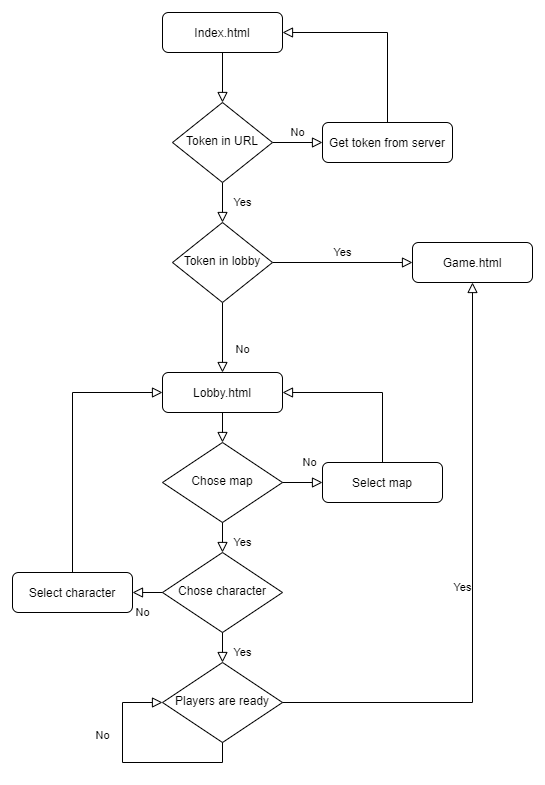 Index.html
Token in URL
No
Get token from server
Yes
Token in lobby
Yes
Game.html
No
Lobby.html
Chose map
No
Select map
Yes
Select character
No
Chose character
Yes
Yes
Players are ready
No